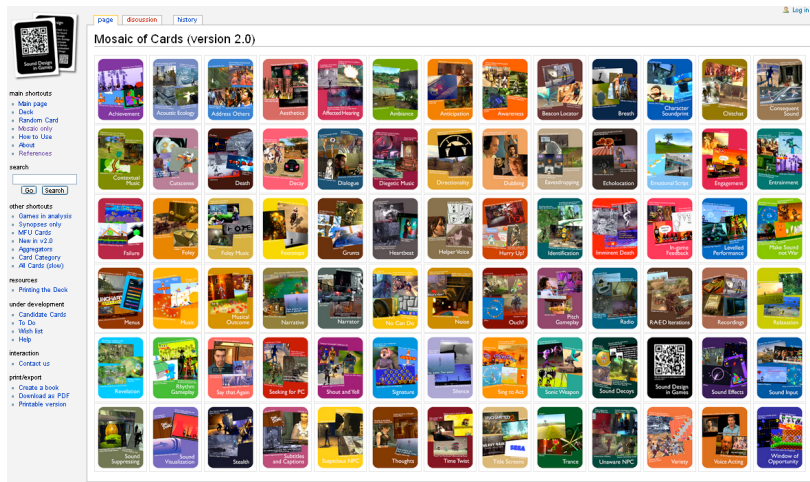 Log in
page
discussion
history
Mosaic of Cards (version 2.0)
Sound Design
in Games
main shortcuts
Main page
Deck
Random Card
Mosaic only
How to Use
About
References
search
Go
Search
other shortcuts
Games in analysis
Synopses only
MFU Cards
New in v2.0
Aggregators
Card Category
All Cards (slow)
resources
Printing the Deck
under development
Candidate Cards
To Do
Wish list
Help
interaction
Contact us
print/export
Create a book
Download as PDF
Printable version
Achievement
Acoustic Ecology
Address Others
Aesthetics
Affected Hearing
Ambience
Anticipation
Awareness
Beacon Locator
Breath
Character
Soundprint
Chitchat
Consequent
Sound
Contextual
Music
Cutscenes
Death
Decay
Dialogue
Diegetic Music
Directionality
Dubbing
Eavesdropping
Echolocation
Emotional Script
Engagement
Entrainment
Failure
Foley
Foley Music
Footsteps
Grunts
Heartbeat
Helper Voice
Hurry Up!
Identification
Imminent Death
In-game
Feedback
Levelled
Performance
Make Sound
not War
Menus
Music
Musical
Outcome
Narrative
Narrator
No-Can Do
Noise
Ouch!
Pitch
Gameplay
Radio
R-A-E-D Iterations
Recordings
Relaxation
Revelation
Rhythm
Gameplay
Say that Again
Seeking for PC
Shout and Yell
Signature
Silence
Sing to Act
Sonic Weapon
Sound Decoys
Sound Design
in Games
Sound Effects
Sound Input
Sound
Suppressing
Sound
Visualization
Stealth
Subtitles
and Captions
Suspicious NPC
Thoughts
Time Twist
Title Screens
SEGA
Trance
Unaware NPC
Variety
Voice Acting
Window of
Opportunity